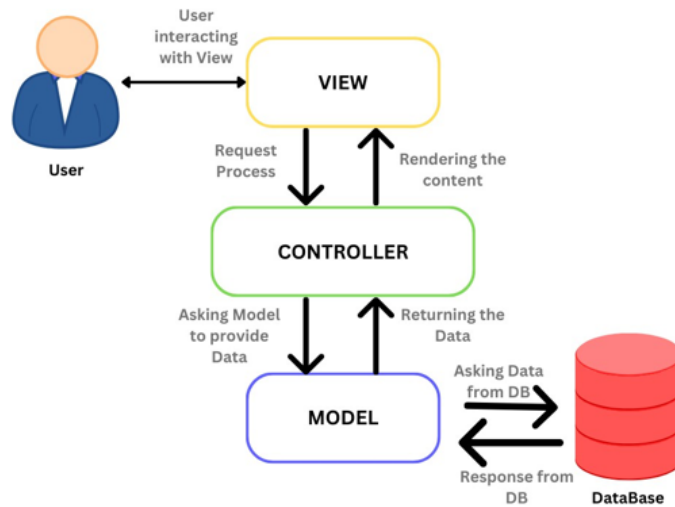 User
interacting
with View
VIEW
User
Request
Process
Rendering the
content
CONTROLLER
Asking Model
to provide
Data
Returning the
Data
Asking Data
from DB
MODEL
Response from
DB
DataBase